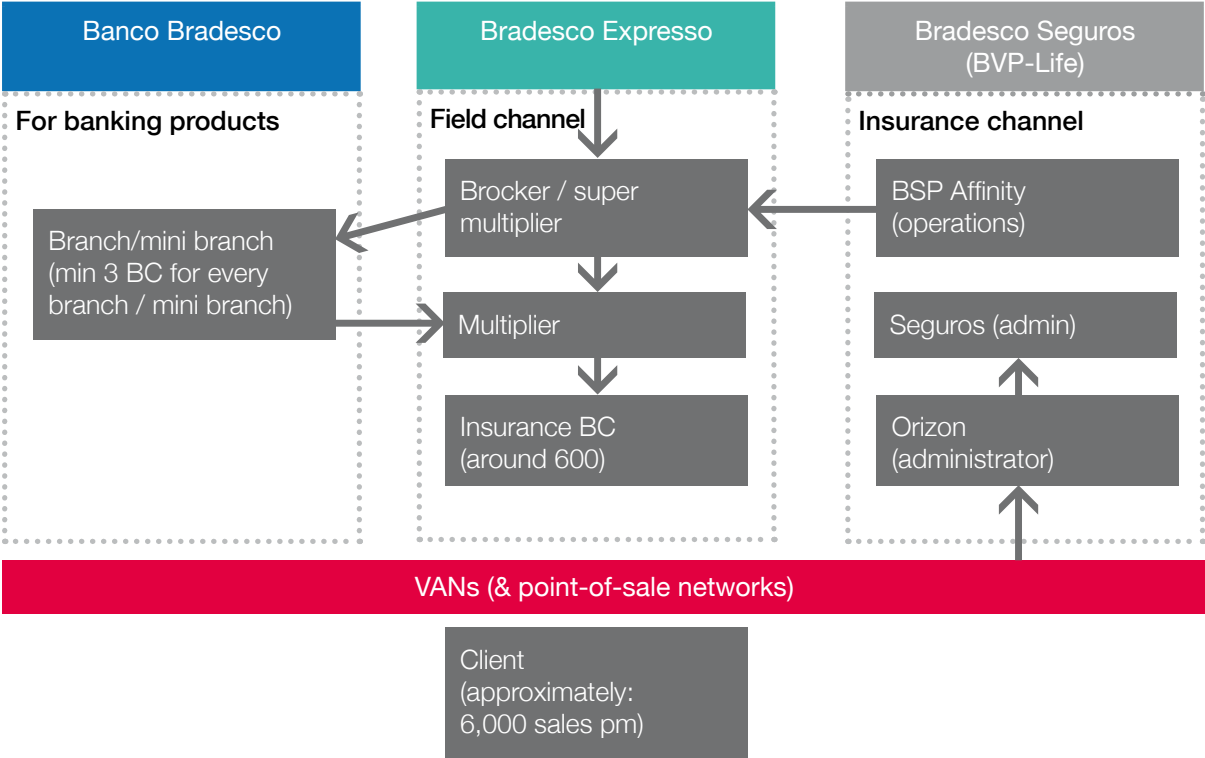 Banco Bradesco
Bradesco Expresso
Bradesco Seguros
(BVP-Life)
For banking products
Field channel
Insurance channel
Branch/mini branch
(min 3 BC for every
branch / mini branch)
Brocker / super
multiplier
Multiplier
Insurance BC
(around 600)
BSP Affinity
(operations)
Seguros (admin)
Orizon
(administrator)
VANs (& point-of-sale networks)
Client
(approximately:
6,000 sales pm)